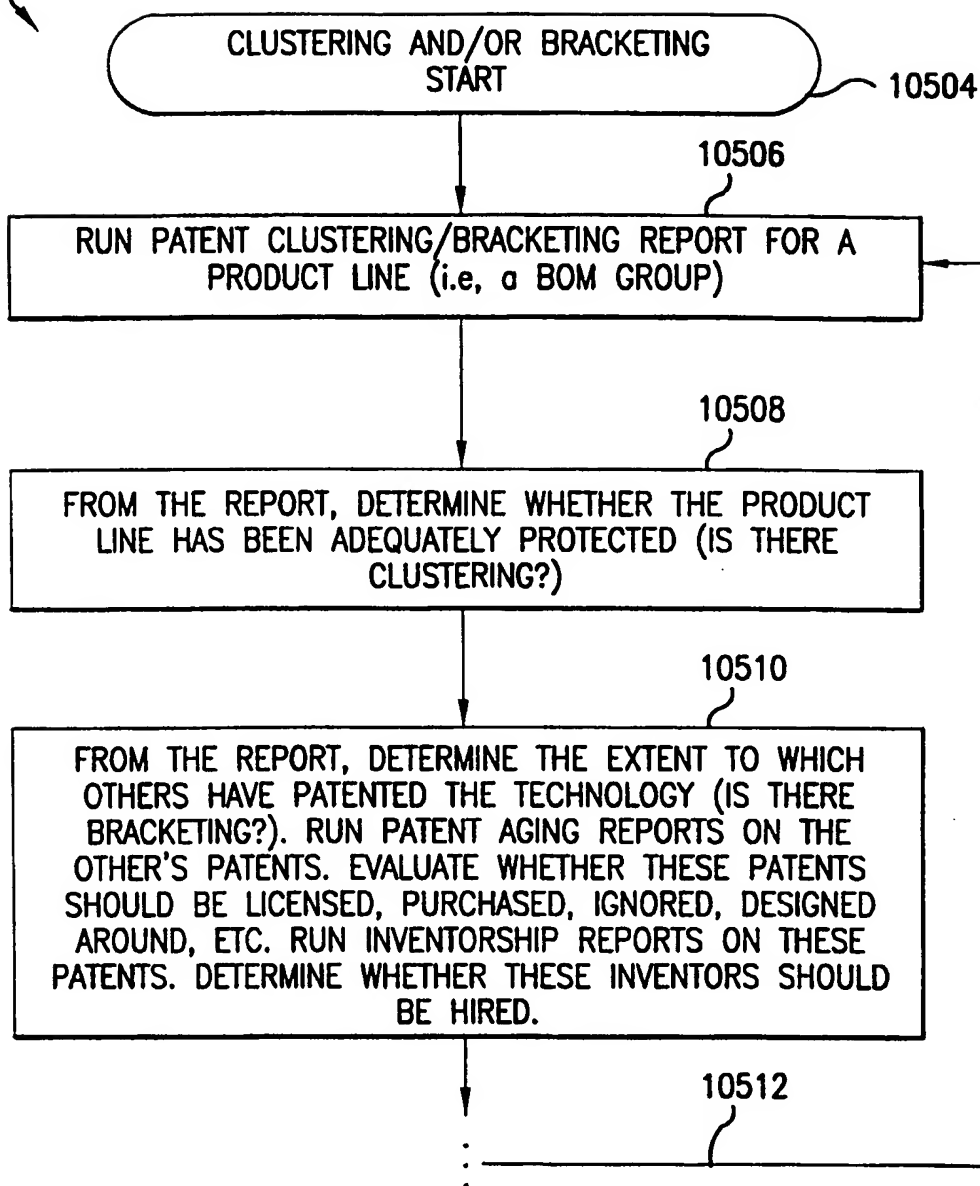 CLUSTERING AND/OR BRACKETING
START
10504
10506
RUN PATENT CLUSTERING/BRACKETING REPORT FOR A
PRODUCT LINE (i.e, a BOM GROUP)
10508
FROM THE REPORT, DETERMINE WHETHER THE PRODUCT
LINE HAS BEEN ADEQUATELY PROTECTED (IS THERE
CLUSTERING?)
10510
FROM THE REPORT, DETERMINE THE EXTENT TO WHICH
OTHERS HAVE PATENTED THE TECHNOLOGY (IS THERE
BRACKETING?). RUN PATENT AGING REPORTS ON THE
OTHER'S PATENTS. EVALUATE WHETHER THESE PATENTS
SHOULD BE LICENSED, PURCHASED, IGNORED, DESIGNED
AROUND, ETC. RUN INVENTORSHIP REPORTS ON THESE
PATENTS. DETERMINE WHETHER THESE INVENTORS SHOULD
BE HIRED.
10512